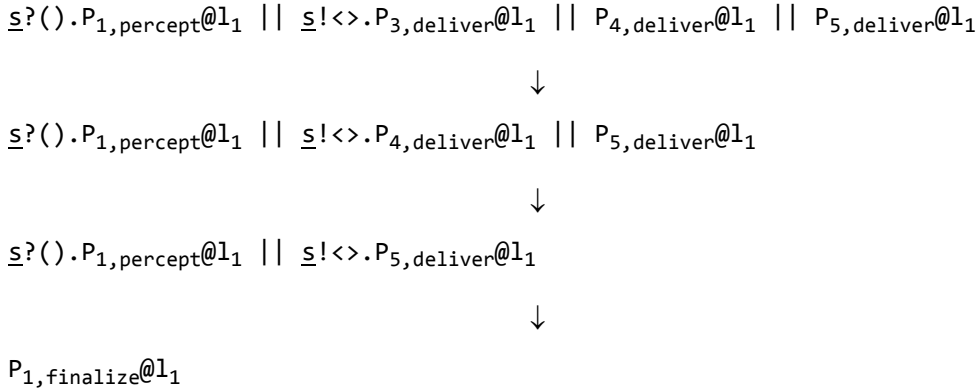 s?().P₁,percept@l₁ || s!<>.P₃,deliver@l₁ || P₄,deliver@l₁ || P₅,deliver@l₁
↓
s?().P₁,percept@l₁ || s!<>.P₄,deliver@l₁ || P₅,deliver@l₁
↓
s?().P₁,percept@l₁ || s!<>.P₅,deliver@l₁
↓
P₁,finalize@l₁